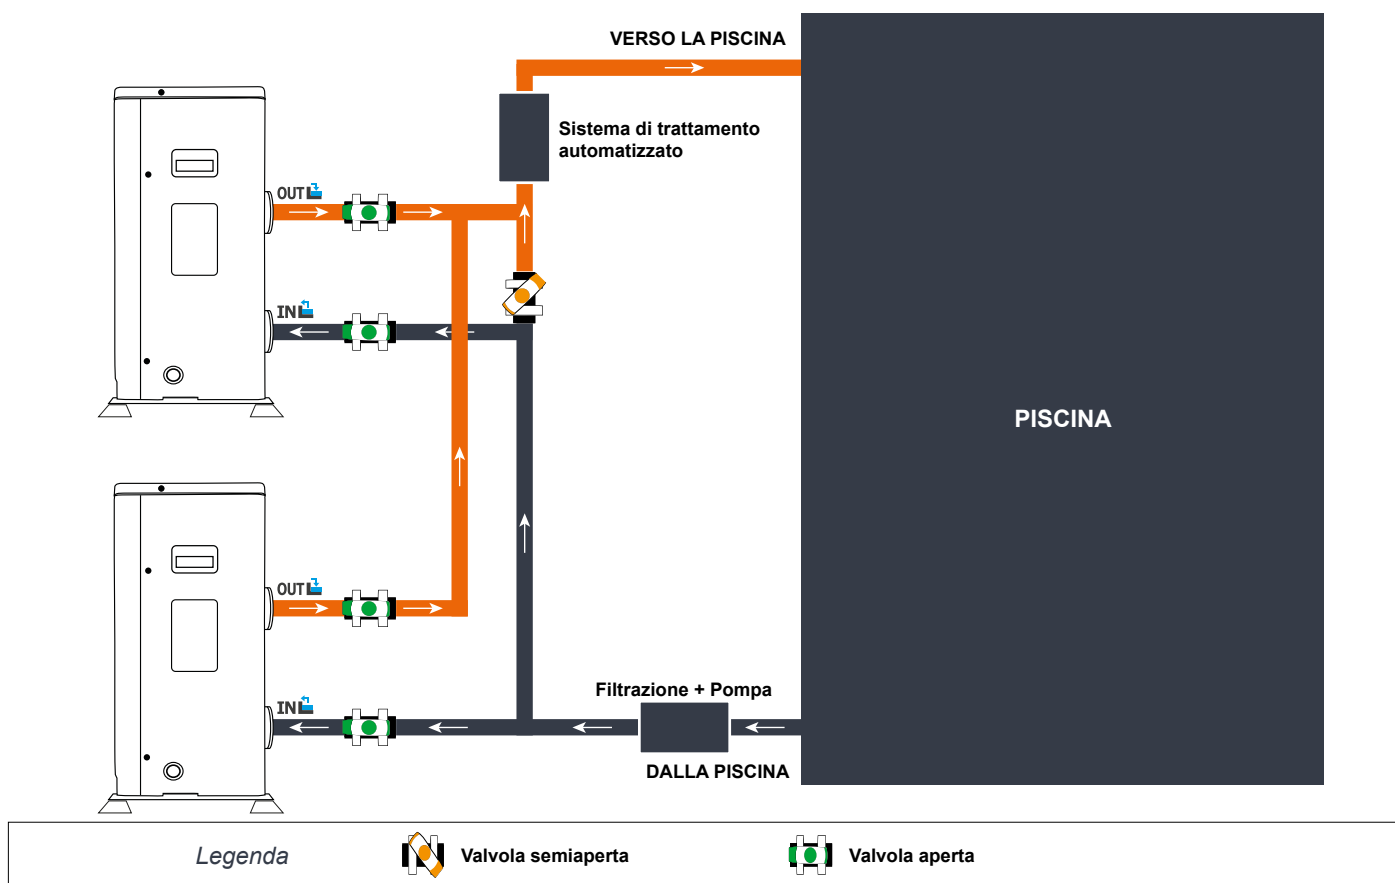 VERSO LA PISCINA
Sistema di trattamento
automatizzato
OUT
IN
PISCINA
OUT
IN
Filtrazione + Pompa
DALLA PISCINA
Legenda
Valvola semiaperta
Valvola aperta